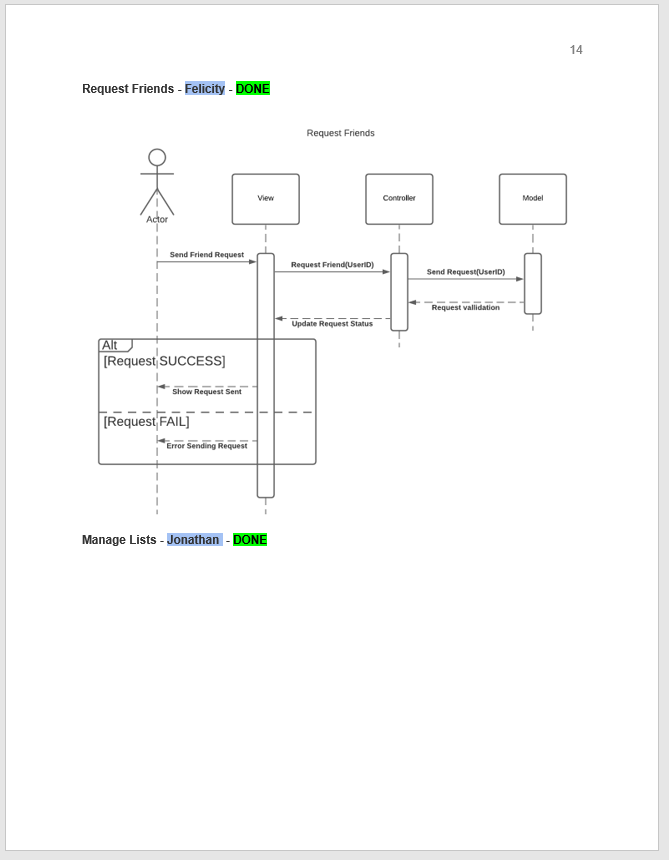 14
Request Friends - Felicity - DONE
Request Friends
Actor
View
Controller
Model
Send Friend Request
Request Friend(UserID)
Send Request(UserID)
Request vallidation
Update Request Status
Alt
[Request SUCCESS]
Show Request Sent
[Request FAIL]
Error Sending Request
Manage Lists - Jonathan - DONE